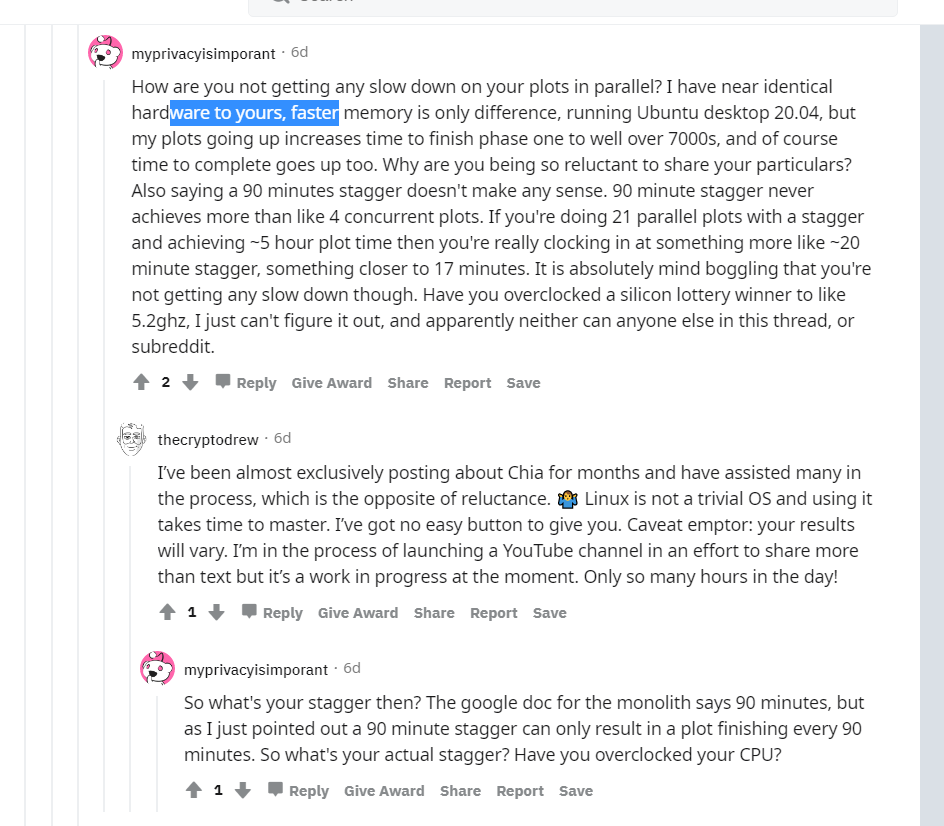 Search
myprivacyisimporant · 6d
How are you not getting any slow down on your plots in parallel? I have near identical
hardware to yours, faster memory is only difference, running Ubuntu desktop 20.04, but
my plots going up increases time to finish phase one to well over 7000s, and of course
time to complete goes up too. Why are you being so reluctant to share your particulars?
Also saying a 90 minutes stagger doesn't make any sense. 90 minute stagger never
achieves more than like 4 concurrent plots. If you're doing 21 parallel plots with a stagger
and achieving ~5 hour plot time then you're really clocking in at something more like ~20
minute stagger, something closer to 17 minutes. It is absolutely mind boggling that you're
not getting any slow down though. Have you overclocked a silicon lottery winner to like
5.2ghz, I just can't figure it out, and apparently neither can anyone else in this thread, or
subreddit.
2 Reply Give Award Share Report Save
thecryptodrew · 6d
I’ve been almost exclusively posting about Chia for months and have assisted many in
the process, which is the opposite of reluctance. 🤷‍♂️ Linux is not a trivial OS and using it
takes time to master. I’ve got no easy button to give you. Caveat emptor: your results
will vary. I’m in the process of launching a YouTube channel in an effort to share more
than text but it’s a work in progress at the moment. Only so many hours in the day!
1 Reply Give Award Share Report Save
myprivacyisimporant · 6d
So what's your stagger then? The google doc for the monolith says 90 minutes, but
as I just pointed out a 90 minute stagger can only result in a plot finishing every 90
minutes. So what's your actual stagger? Have you overclocked your CPU?
1 Reply Give Award Share Report Save